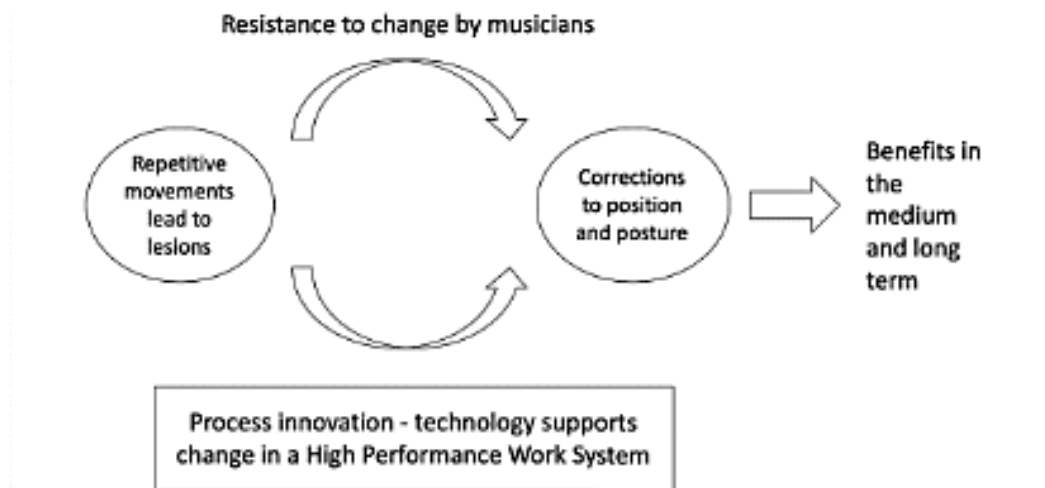 Resistance to change by musicians
Repetitive
movements
lead to
lesions
Corrections
to position
and posture
Benefits in
the
medium
and long
term
Process innovation - technology supports
change in a High Performance Work System